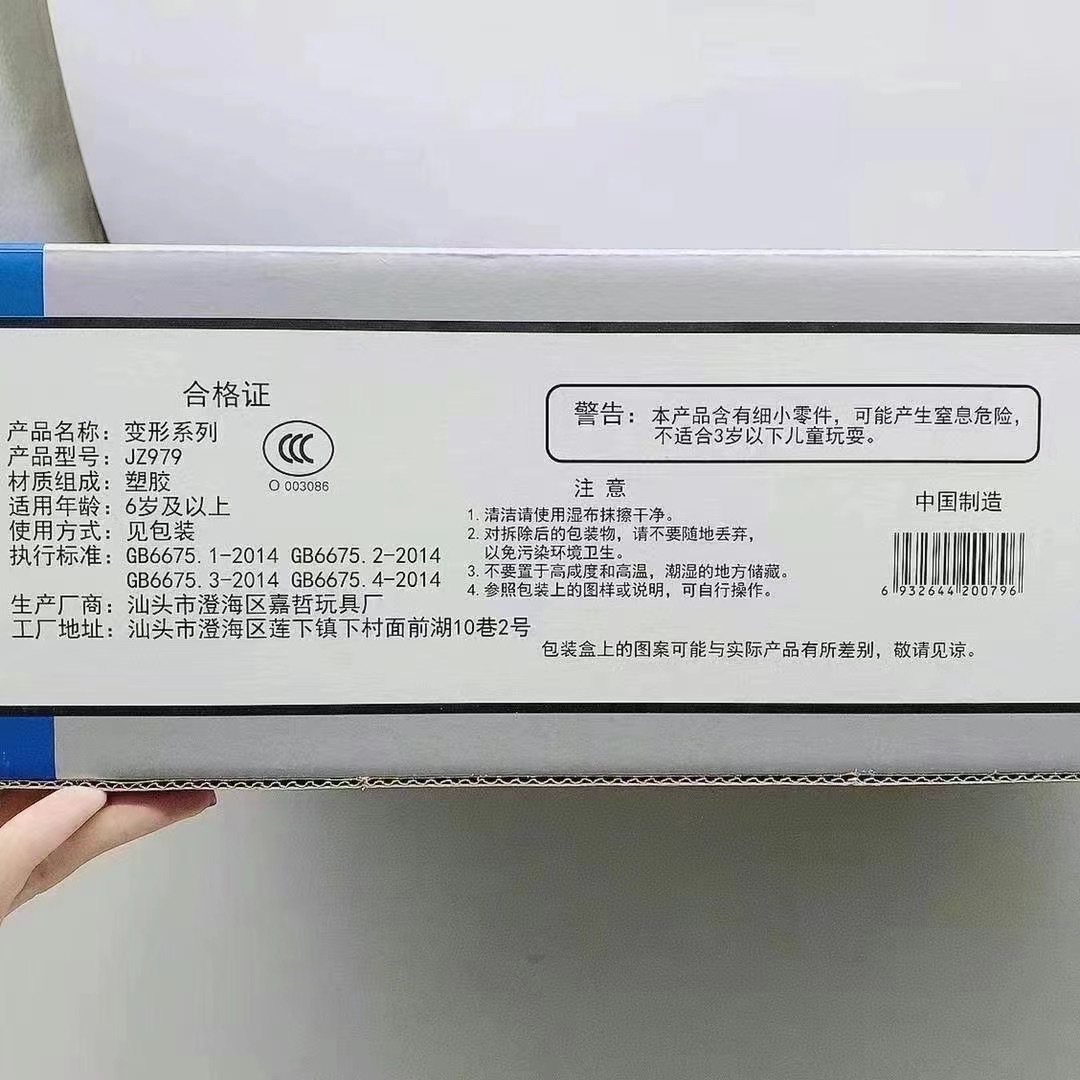 合格证
产品名称：变形系列
产品型号：JZ979
材质组成：塑胶
适用年龄：6岁及以上
使用方式：见包装
执行标准：GB6675.1-2014 GB6675.2-2014
GB6675.3-2014 GB6675.4-2014
生产厂商：汕头市澄海区嘉哲玩具厂
工厂地址：汕头市澄海区莲下镇下村面前湖10巷2号
CCC
O 003086
警告：本产品含有细小零件，可能产生窒息危险，
不适合3岁以下儿童玩耍。
注 意
1. 清洁请使用湿布抹擦干净。
2. 对拆除后的包装物，请不要随地丢弃，
以免污染环境卫生。
3. 不要置于高咸度和高温，潮湿的地方储藏。
4. 参照包装上的图样或说明，可自行操作。
中国制造
6 932644 200796
包装盒上的图案可能与实际产品有所差别，敬请见谅。